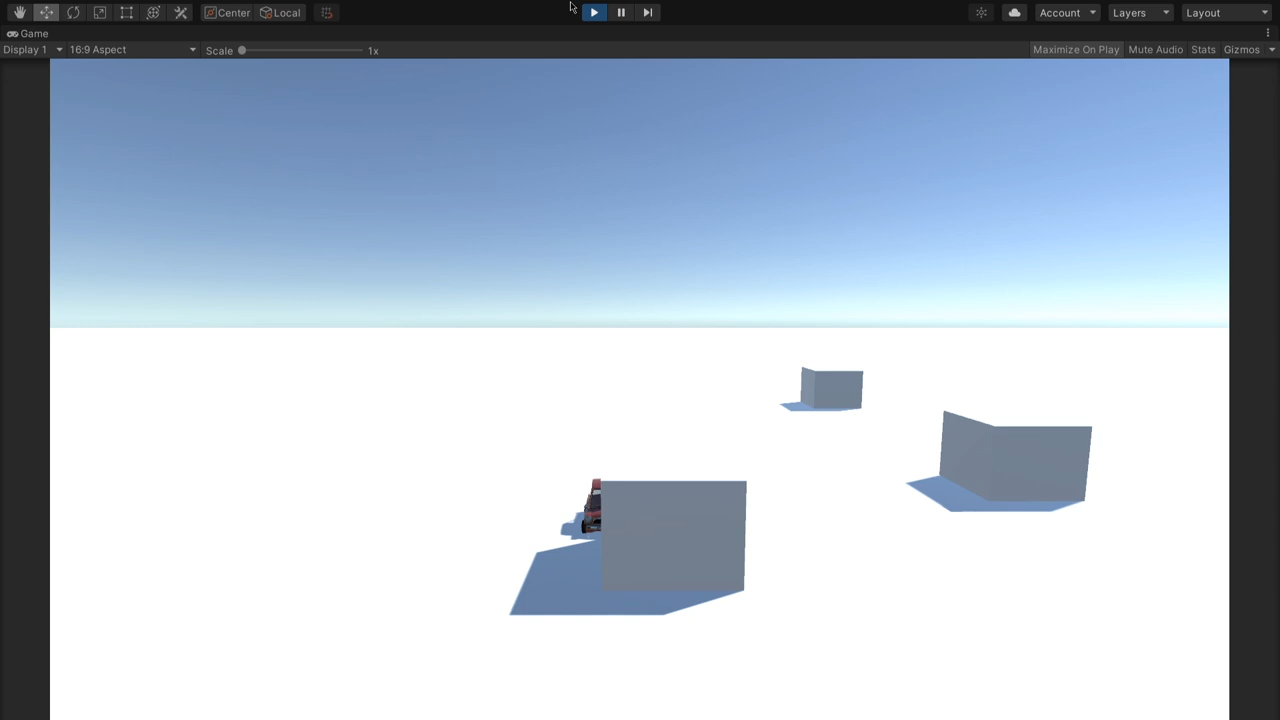 Center Local Account Layers Layout
Game
Display 1 16:9 Aspect Scale 1x Maximize On Play Mute Audio Stats Gizmos